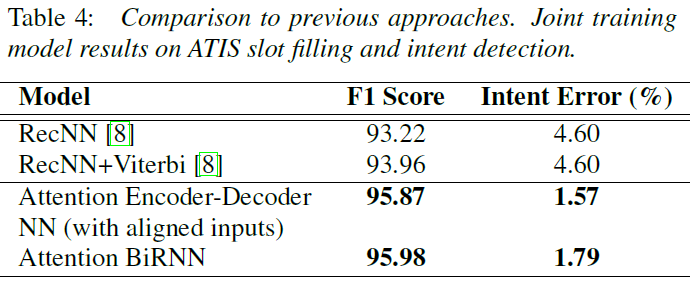 Table 4: Comparison to previous approaches. Joint training
model results on ATIS slot filling and intent detection.
Model F1 Score Intent Error (%)
RecNN [8] 93.22 4.60
RecNN+Viterbi [8] 93.96 4.60
Attention Encoder-Decoder 95.87 1.57
NN (with aligned inputs)
Attention BiRNN 95.98 1.79